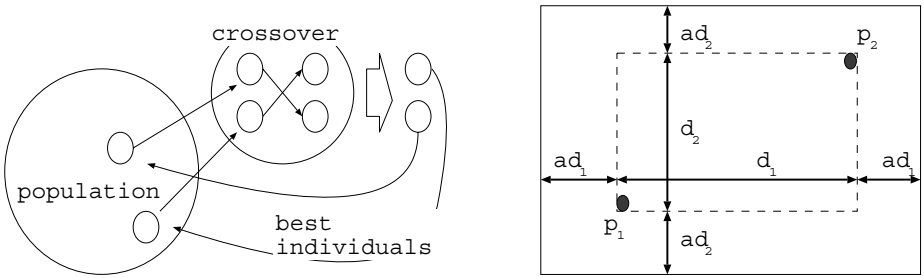 crossover
population
best
individuals
ad₂
p₂
d₂
ad₁
d₁
ad₁
p₁
ad₂